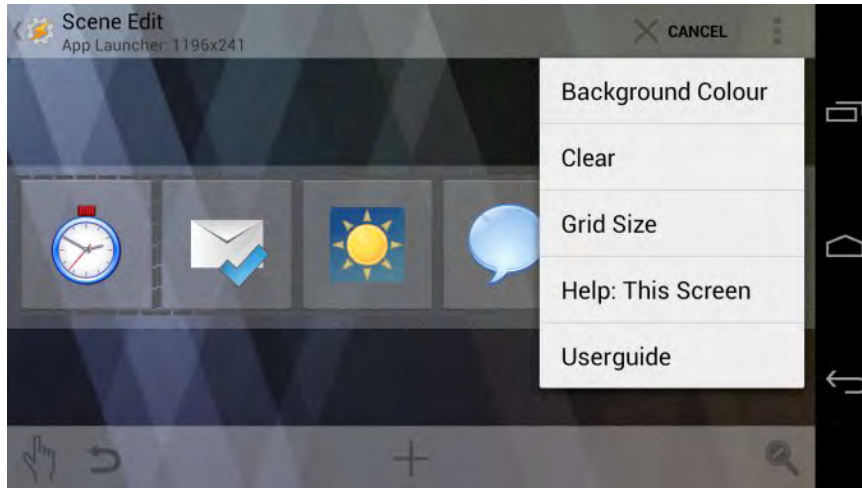 Scene Edit
App Launcher: 1196x241
CANCEL
Background Colour
Clear
Grid Size
Help: This Screen
Userguide